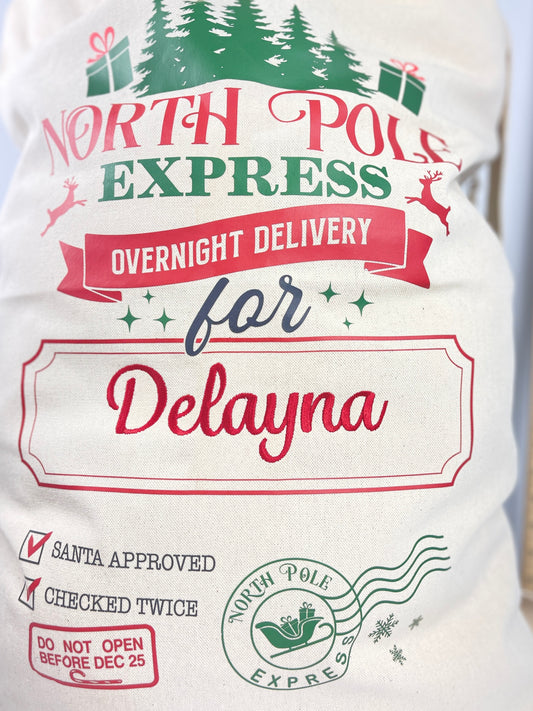 NORTH POLE
EXPRESS
OVERNIGHT DELIVERY
for
Delayna
SANTA APPROVED
CHECKED TWICE
DO NOT OPEN
BEFORE DEC 25
NORTH POLE
EXPRESS